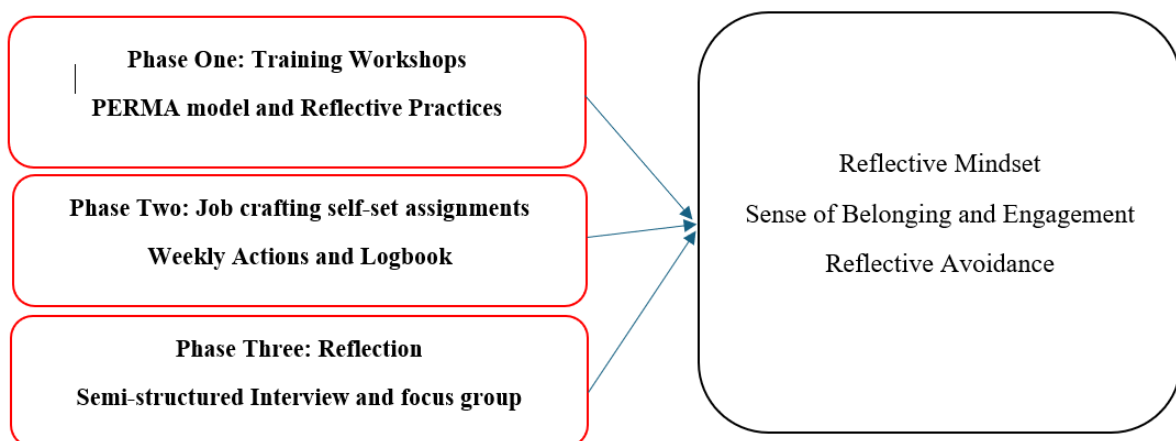 Phase One: Training Workshops
PERMA model and Reflective Practices
Phase Two: Job crafting self-set assignments
Weekly Actions and Logbook
Phase Three: Reflection
Semi-structured Interview and focus group
Reflective Mindset
Sense of Belonging and Engagement
Reflective Avoidance